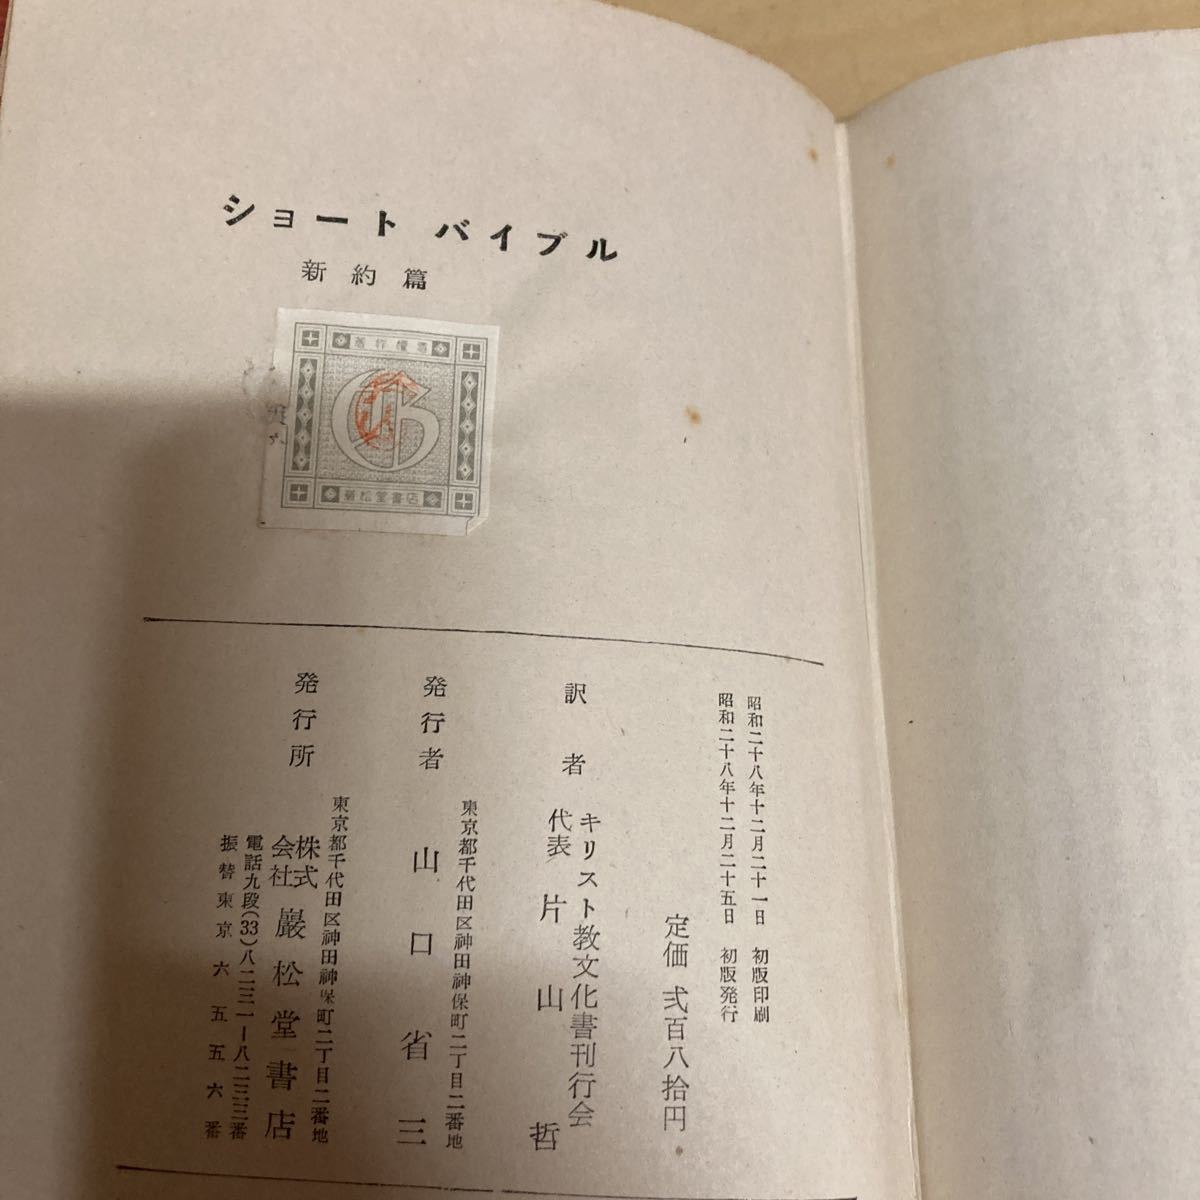 ショート バイブル
新約篇
著作権者
巌松堂書店
昭和二十八年十二月二十一日 初版印刷
昭和二十八年十二月二十五日 初版発行
定価 弐百八拾円
訳者 キリスト教文化書刊行会
代表 片山哲
東京都千代田区神田神保町二丁目二番地
発行者 山口省三
東京都千代田区神田神保町二丁目二番地
発行所 株式会社 巖松堂書店
電話九段(33)八二三一―八二三三番
振替東京六五五六番